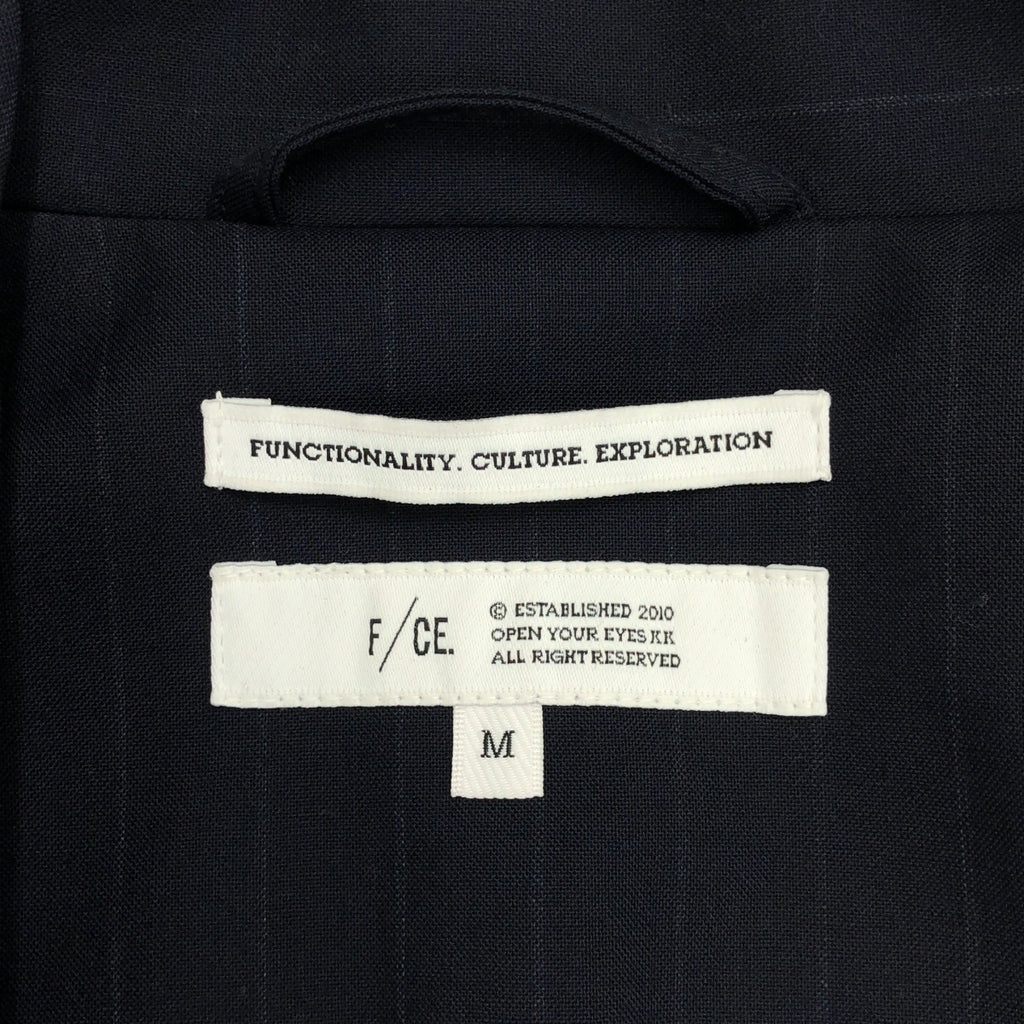 FUNCTIONALITY. CULTURE. EXPLORATION
F/CE.
© ESTABLISHED 2010
OPEN YOUR EYES KK
ALL RIGHT RESERVED
M